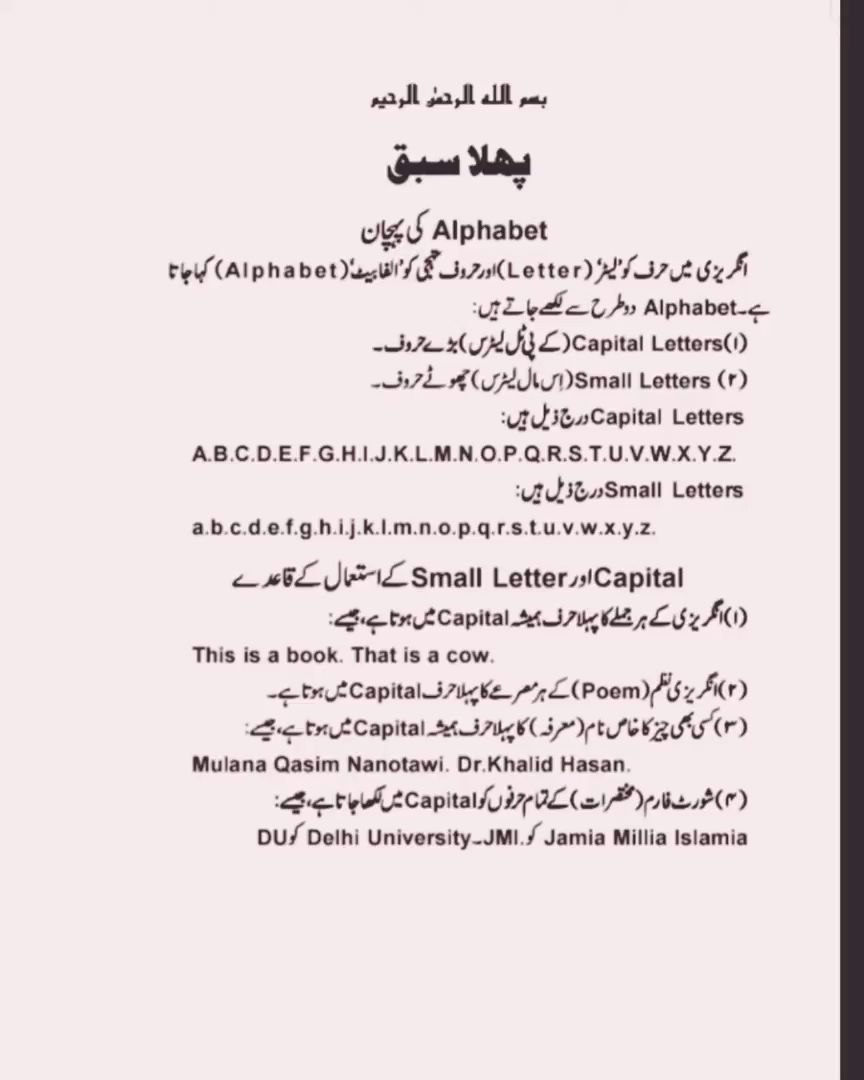 بسم الله الرحمٰن الرحیم
پہلا سبق
Alphabet کی پہچان
انگریزی میں حرف کو ’لیٹر‘ (Letter) اور حروف تہجی کو ’الفابیٹ‘ (Alphabet) کہا جاتا
ہے۔ Alphabet دو طرح سے لکھے جاتے ہیں:
(۱) Capital Letters (کے پی ٹل لیٹرس) بڑے حروف۔
(۲) Small Letters (اِس مال لیٹرس) چھوٹے حروف۔
Capital Letters درج ذیل ہیں:
A.B.C.D.E.F.G.H.I.J.K.L.M.N.O.P.Q.R.S.T.U.V.W.X.Y.Z.
Small Letters درج ذیل ہیں:
a.b.c.d.e.f.g.h.i.j.k.l.m.n.o.p.q.r.s.t.u.v.w.x.y.z.
Capital اور Small Letter کے استعمال کے قاعدے
(۱) انگریزی کے ہر جملے کا پہلا حرف ہمیشہ Capital میں ہوتا ہے، جیسے:
This is a book. That is a cow.
(۲) انگریزی نظم (Poem) کے ہر مصرعے کا پہلا حرف Capital میں ہوتا ہے۔
(۳) کسی بھی چیز کا خاص نام (معرفہ) کا پہلا حرف ہمیشہ Capital میں ہوتا ہے، جیسے:
Mulana Qasim Nanotawi. Dr.Khalid Hasan.
(۴) شورٹ فارم (مختصرات) کے تمام حرفوں کو Capital میں لکھا جاتا ہے، جیسے:
Jamia Millia Islamia کو JMI.۔ Delhi University کو DU